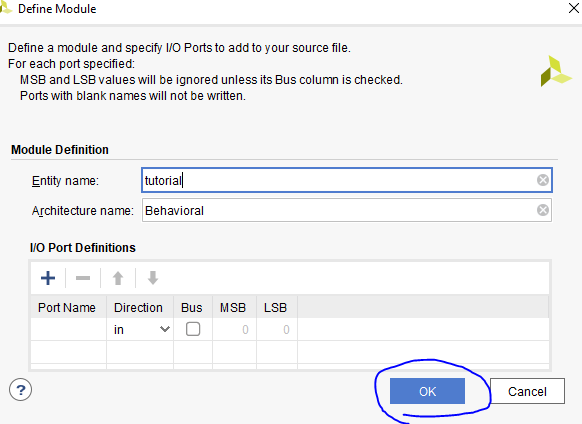 Define Module
Define a module and specify I/O Ports to add to your source file.
For each port specified:
MSB and LSB values will be ignored unless its Bus column is checked.
Ports with blank names will not be written.
Module Definition
Entity name: tutorial
Architecture name: Behavioral
I/O Port Definitions
Port Name Direction Bus MSB LSB
in 0 0
? OK Cancel